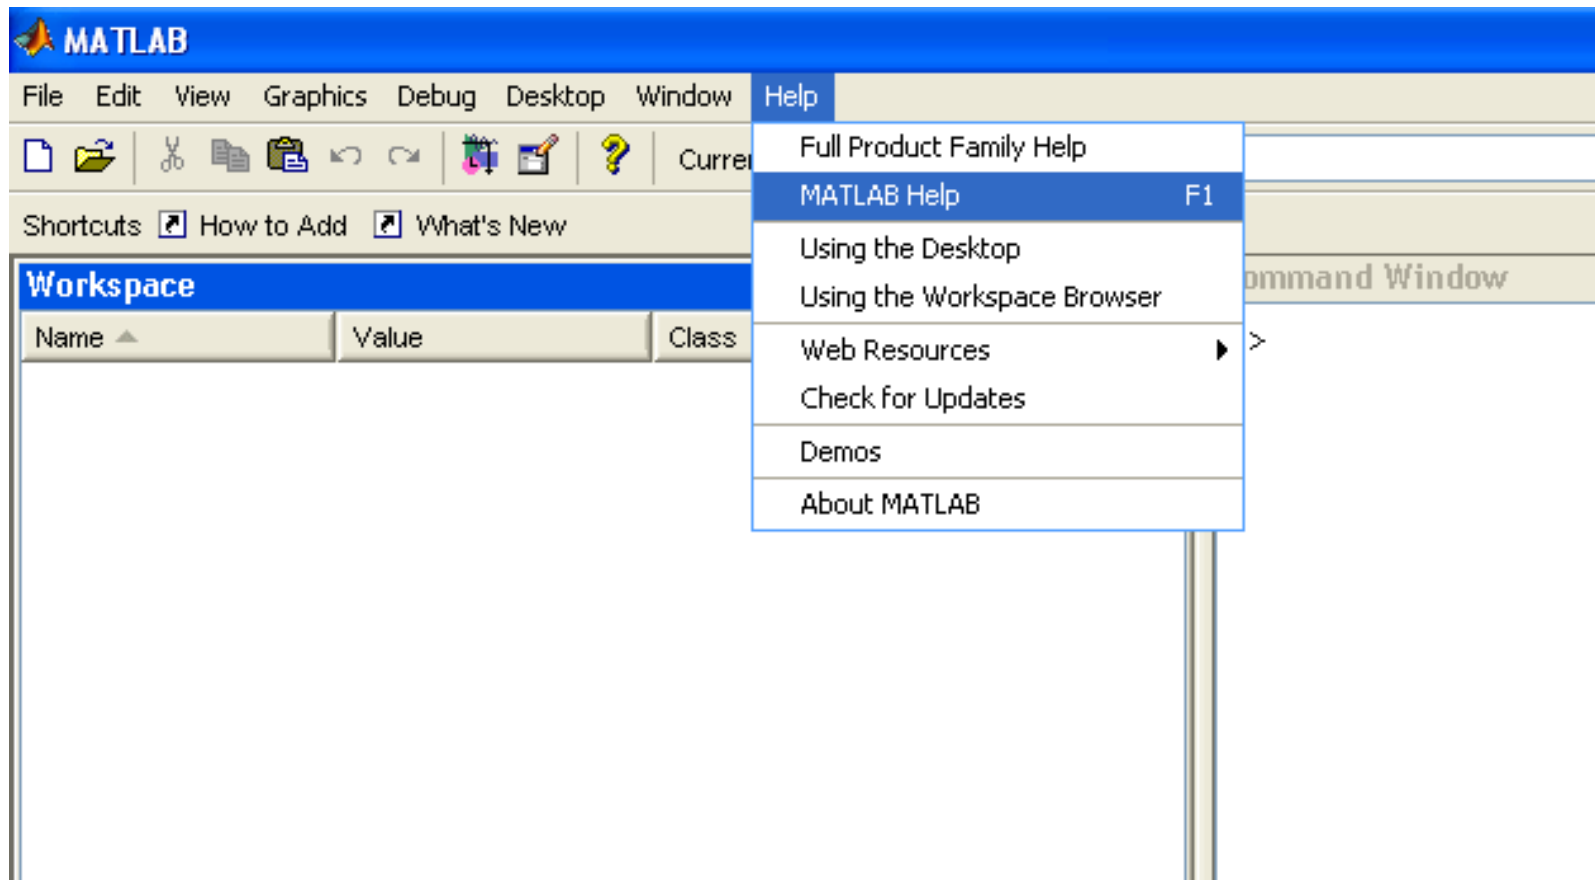 MATLAB
File Edit View Graphics Debug Desktop Window Help
Full Product Family Help
MATLAB Help F1
Using the Desktop
Using the Workspace Browser
Web Resources
Check for Updates
Demos
About MATLAB
Curre
Shortcuts How to Add What's New
Workspace
Name Value Class
ommand Window
>